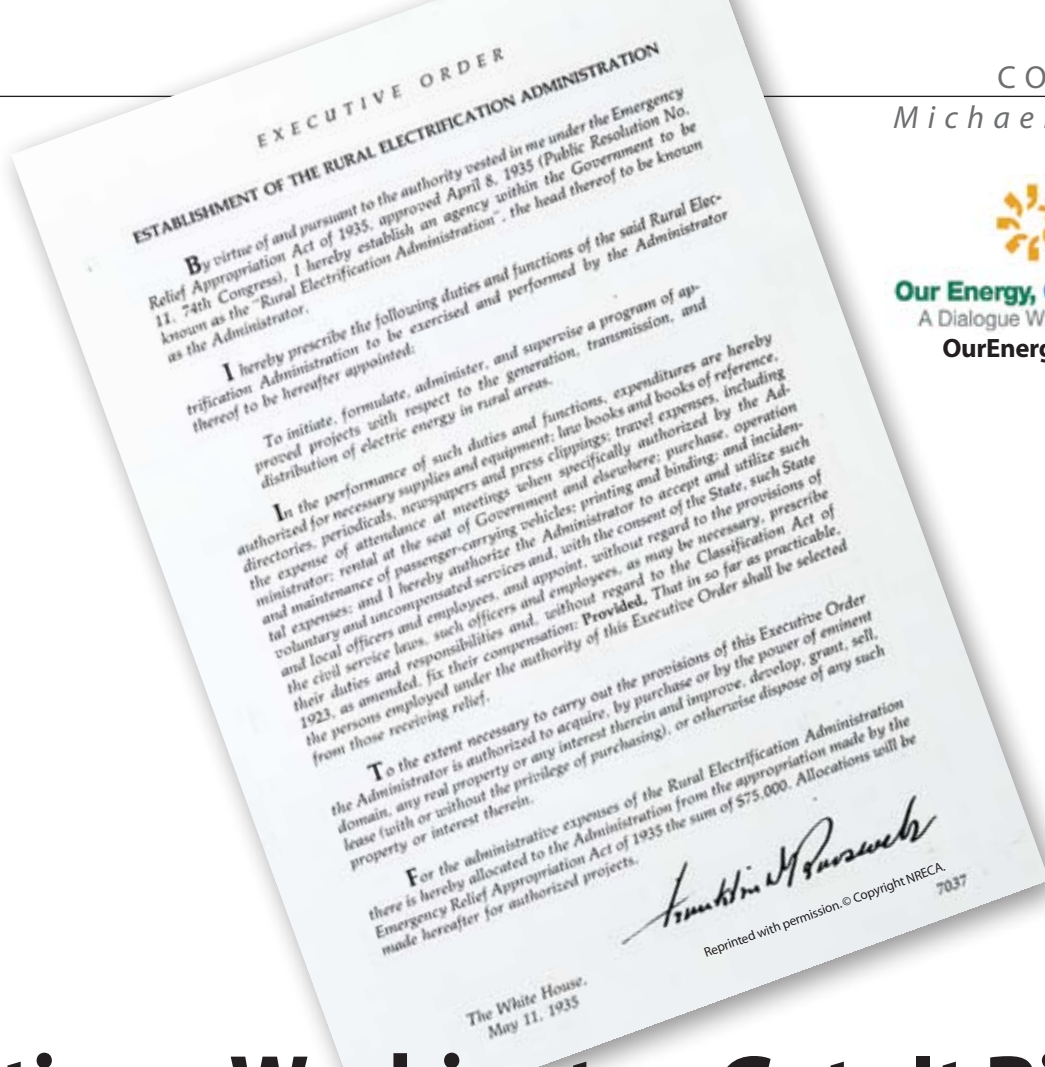 CO
Michae
Our Energy,
A Dialogue W
OurEnerg
EXECUTIVE ORDER
ESTABLISHMENT OF THE RURAL ELECTRIFICATION ADMINISTRATION
By virtue of and pursuant to the authority vested in me under the Emergency
Relief Appropriation Act of 1935, approved April 8, 1935 (Public Resolution No.
11, 74th Congress), I hereby establish an agency within the Government to be
known as the "Rural Electrification Administration", the head thereof to be known
as the Administrator.
I hereby prescribe the following duties and functions of the said Rural Elec-
trification Administration to be exercised and performed by the Administrator
thereof to be hereafter appointed:
To initiate, formulate, administer, and supervise a program of ap-
proved projects with respect to the generation, transmission, and
distribution of electric energy in rural areas.
In the performance of such duties and functions, expenditures are hereby
authorized for necessary supplies and equipment; law books and books of reference,
directories, periodicals, newspapers and press clippings; travel expenses, including
the expense of attendance at meetings when specifically authorized by the Ad-
ministrator; rental at the seat of Government and elsewhere; purchase, operation
and maintenance of passenger-carrying vehicles; printing and binding; and inciden-
tal expenses; and I hereby authorize the Administrator to accept and utilize such
voluntary and uncompensated services and, with the consent of the State, such State
and local officers and employees, and appoint, without regard to the provisions of
the civil service laws, such officers and employees, as may be necessary, prescribe
their duties and responsibilities and, without regard to the Classification Act of
1923, as amended, fix their compensation: Provided, That in so far as practicable,
the persons employed under the authority of this Executive Order shall be selected
from those receiving relief.
To the extent necessary to carry out the provisions of this Executive Order
the Administrator is authorized to acquire, by purchase or by the power of eminent
domain, any real property or any interest therein and improve, develop, grant, sell,
lease (with or without the privilege of purchasing), or otherwise dispose of any such
property or interest therein.
For the administrative expenses of the Rural Electrification Administration
there is hereby allocated to the Administration from the appropriation made by the
Emergency Relief Appropriation Act of 1935 the sum of $75,000. Allocations will be
made hereafter for authorized projects.
Franklin D Roosevelt
Reprinted with permission. © Copyright NRECA.
7037
The White House,
May 11, 1935